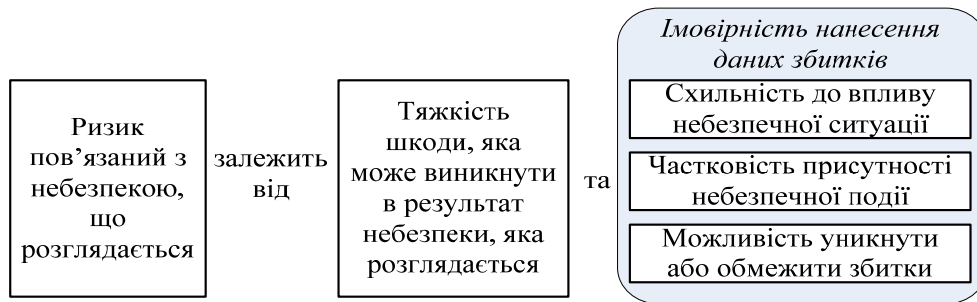 Ризик
пов’язаний з
небезпекою,
що
розглядається
залежить
від
Тяжкість
шкоди, яка
може виникнути
в результат
небезпеки, яка
розглядається
та
Імовірність нанесення
даних збитків
Схильність до впливу
небезпечної ситуації
Частковість присутності
небезпечної події
Можливість уникнути
або обмежити збитки